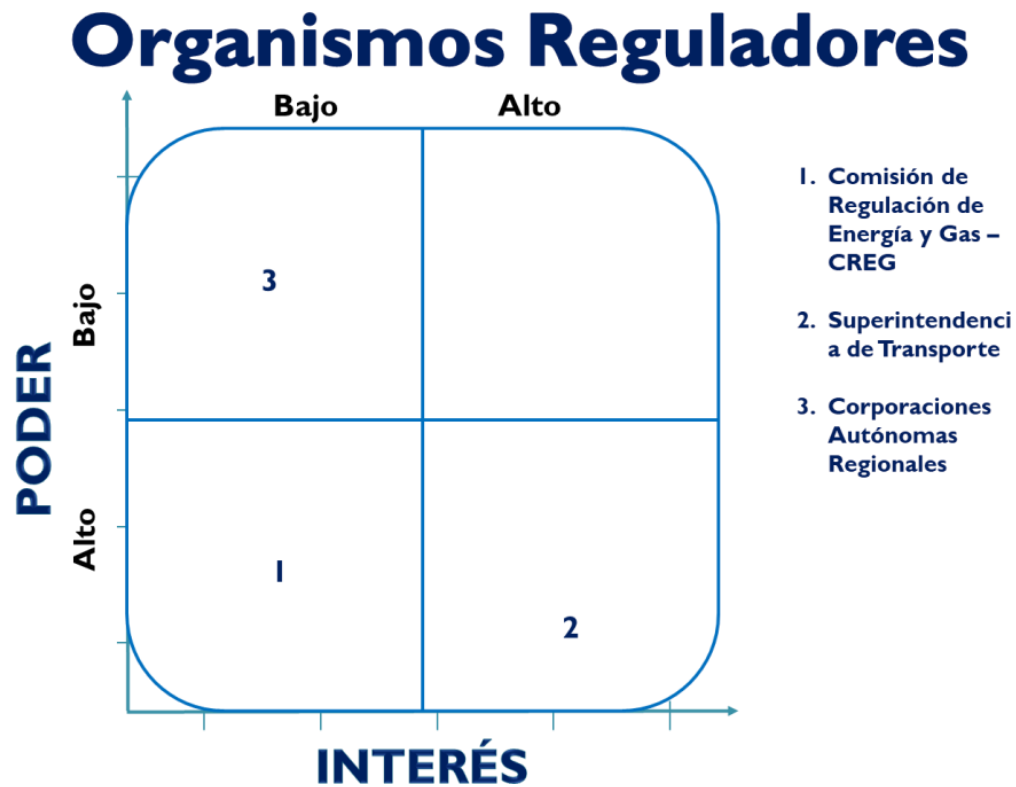 Organismos Reguladores
Bajo
Alto
PODER
Bajo
Alto
3
1
2
INTERÉS
1. Comisión de
Regulación de
Energía y Gas –
CREG
2. Superintendenci
a de Transporte
3. Corporaciones
Autónomas
Regionales